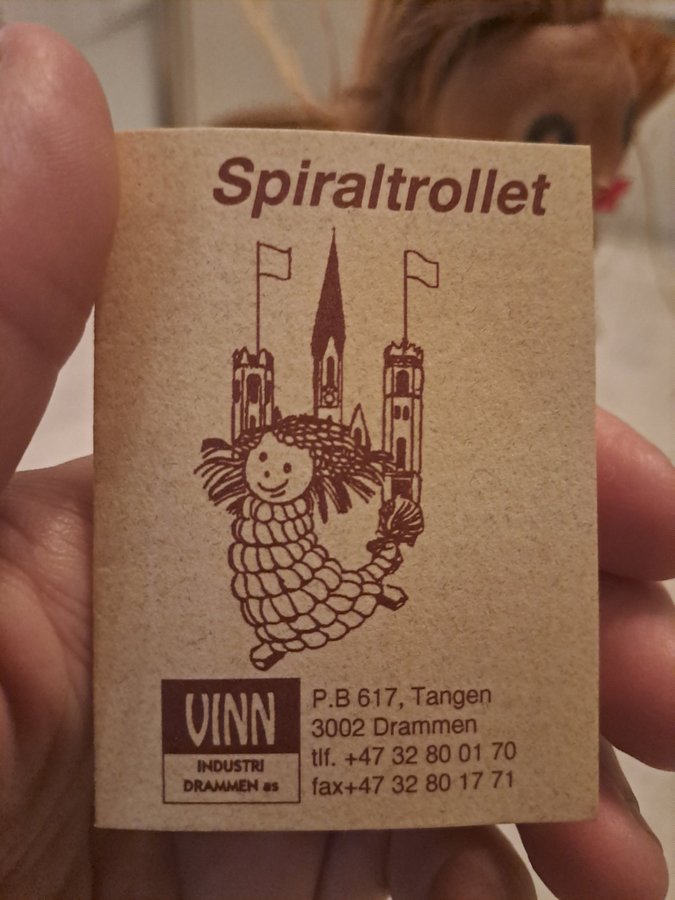 Spiraltrollet
VINN
INDUSTRI
DRAMMEN as
P.B 617, Tangen
3002 Drammen
tlf. +47 32 80 01 70
fax+47 32 80 17 71